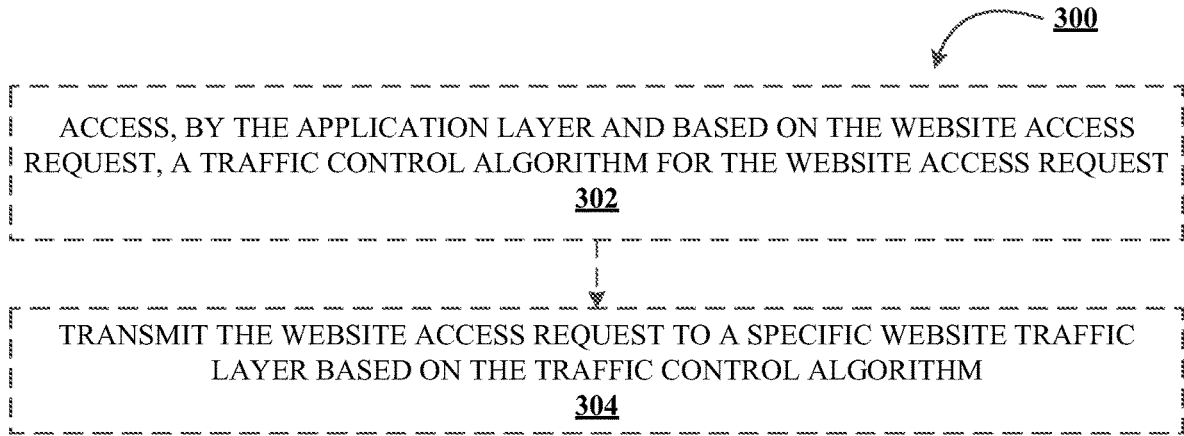 300
ACCESS, BY THE APPLICATION LAYER AND BASED ON THE WEBSITE ACCESS
REQUEST, A TRAFFIC CONTROL ALGORITHM FOR THE WEBSITE ACCESS REQUEST
302
TRANSMIT THE WEBSITE ACCESS REQUEST TO A SPECIFIC WEBSITE TRAFFIC
LAYER BASED ON THE TRAFFIC CONTROL ALGORITHM
304